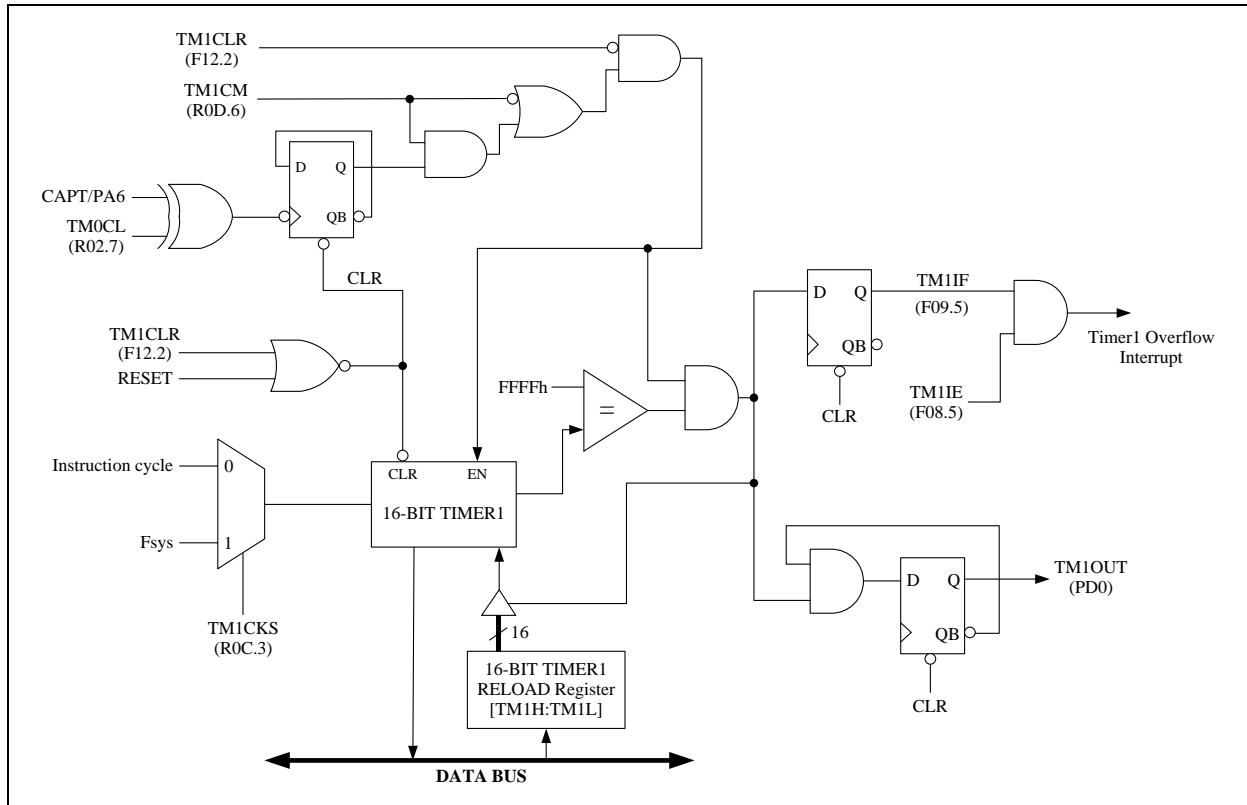 TM1CLR
(F12.2)
TM1CM
(R0D.6)
D
Q
QB
CAPT/PA6
TM0CL
(R02.7)
CLR
TM1CLR
(F12.2)
RESET
FFFFh
=
D
Q
QB
TM1IF
(F09.5)
Timer1 Overflow
Interrupt
TM1IE
(F08.5)
CLR
Instruction cycle
0
Fsys
1
TM1CKS
(R0C.3)
CLR
EN
16-BIT TIMER1
16
16-BIT TIMER1
RELOAD Register
[TM1H:TM1L]
DATA BUS
D
Q
QB
TM1OUT
(PD0)
CLR